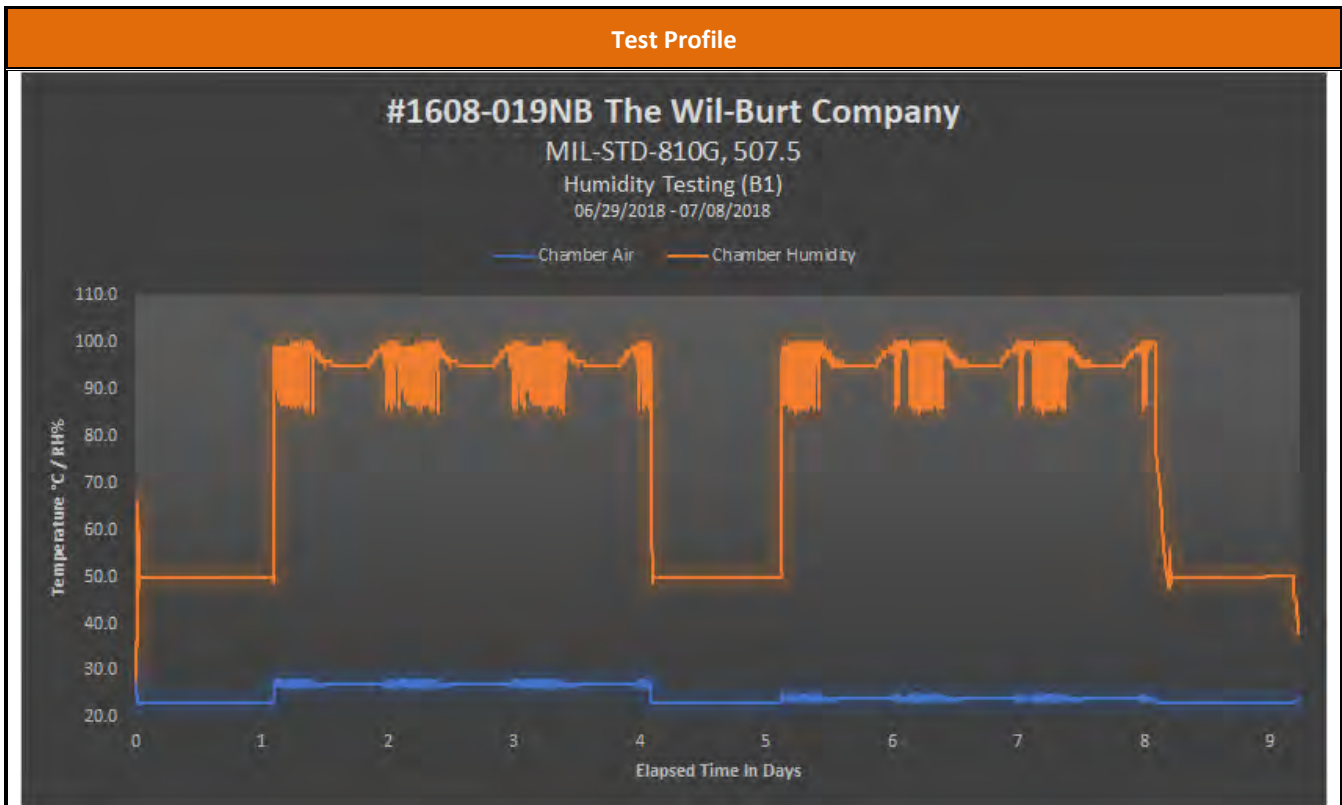 Test Profile
#1608-019NB The Wil-Burt Company
MIL-STD-810G, 507.5
Humidity Testing (B1)
06/29/2018 - 07/08/2018
Chamber Air Chamber Humidity
110.0
100.0
90.0
80.0
70.0
60.0
50.0
40.0
30.0
20.0
Temperature °C / RH%
0 1 2 3 4 5 6 7 8 9
Elapsed Time In Days